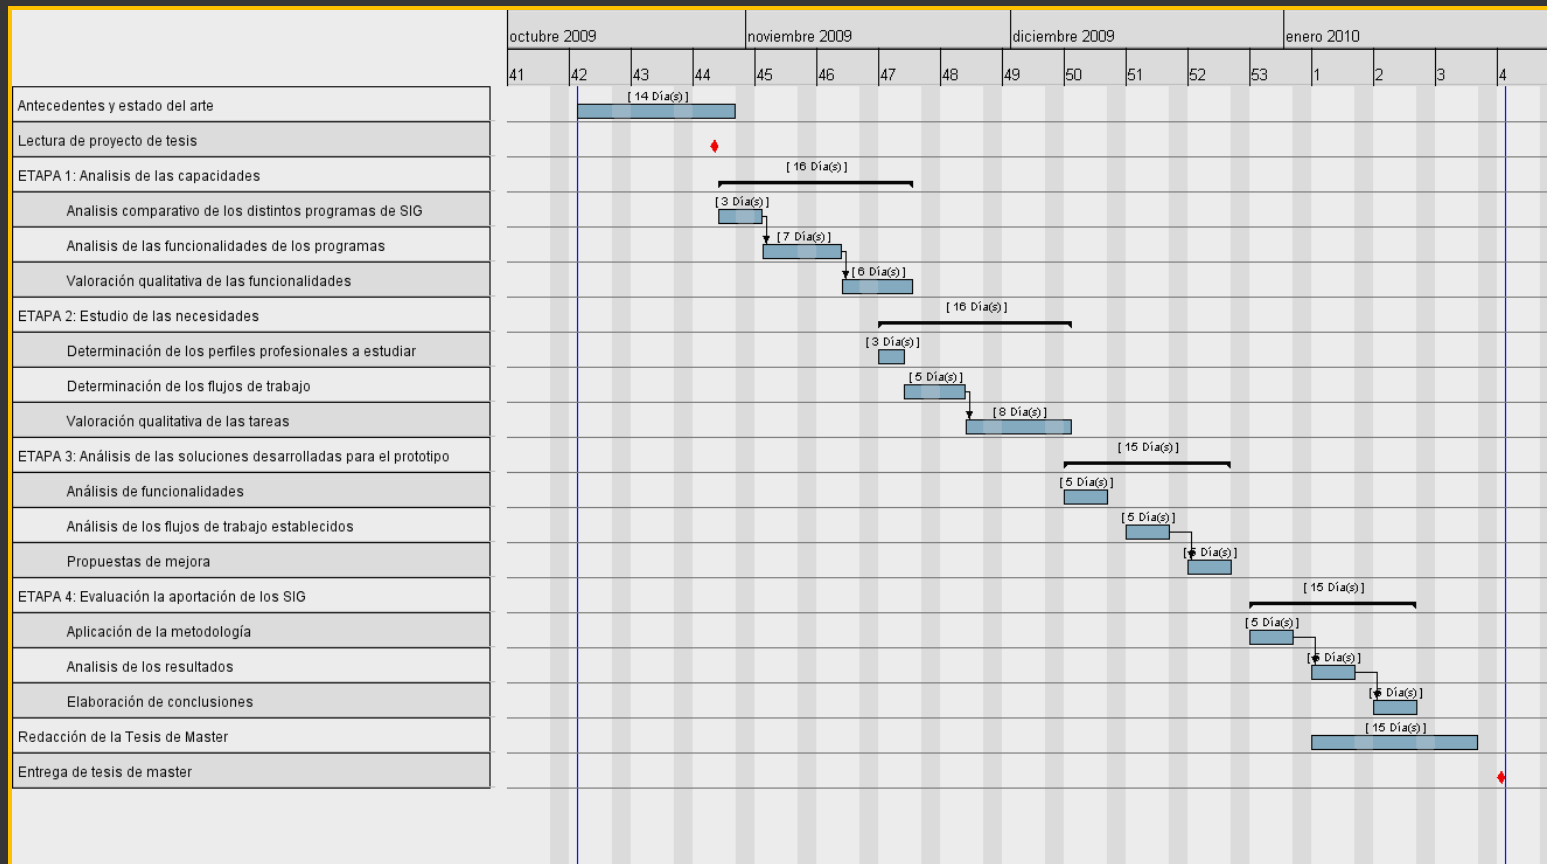 octubre 2009 noviembre 2009 diciembre 2009 enero 2010
41 42 43 44 45 46 47 48 49 50 51 52 53 1 2 3 4
Antecedentes y estado del arte [ 14 Día(s) ]
Lectura de proyecto de tesis
ETAPA 1: Analisis de las capacidades [ 16 Día(s) ]
Analisis comparativo de los distintos programas de SIG [ 3 Día(s) ]
Analisis de las funcionalidades de los programas [ 7 Día(s) ]
Valoración qualitativa de las funcionalidades [ 6 Día(s) ]
ETAPA 2: Estudio de las necesidades [ 16 Día(s) ]
Determinación de los perfiles profesionales a estudiar [ 3 Día(s) ]
Determinación de los flujos de trabajo [ 5 Día(s) ]
Valoración qualitativa de las tareas [ 8 Día(s) ]
ETAPA 3: Análisis de las soluciones desarrolladas para el prototipo [ 15 Día(s) ]
Análisis de funcionalidades [ 5 Día(s) ]
Análisis de los flujos de trabajo establecidos [ 5 Día(s) ]
Propuestas de mejora [ Día(s) ]
ETAPA 4: Evaluación la aportación de los SIG [ 15 Día(s) ]
Aplicación de la metodología [ 5 Día(s) ]
Analisis de los resultados [ Día(s) ]
Elaboración de conclusiones [ Día(s) ]
Redacción de la Tesis de Master [ 15 Día(s) ]
Entrega de tesis de master